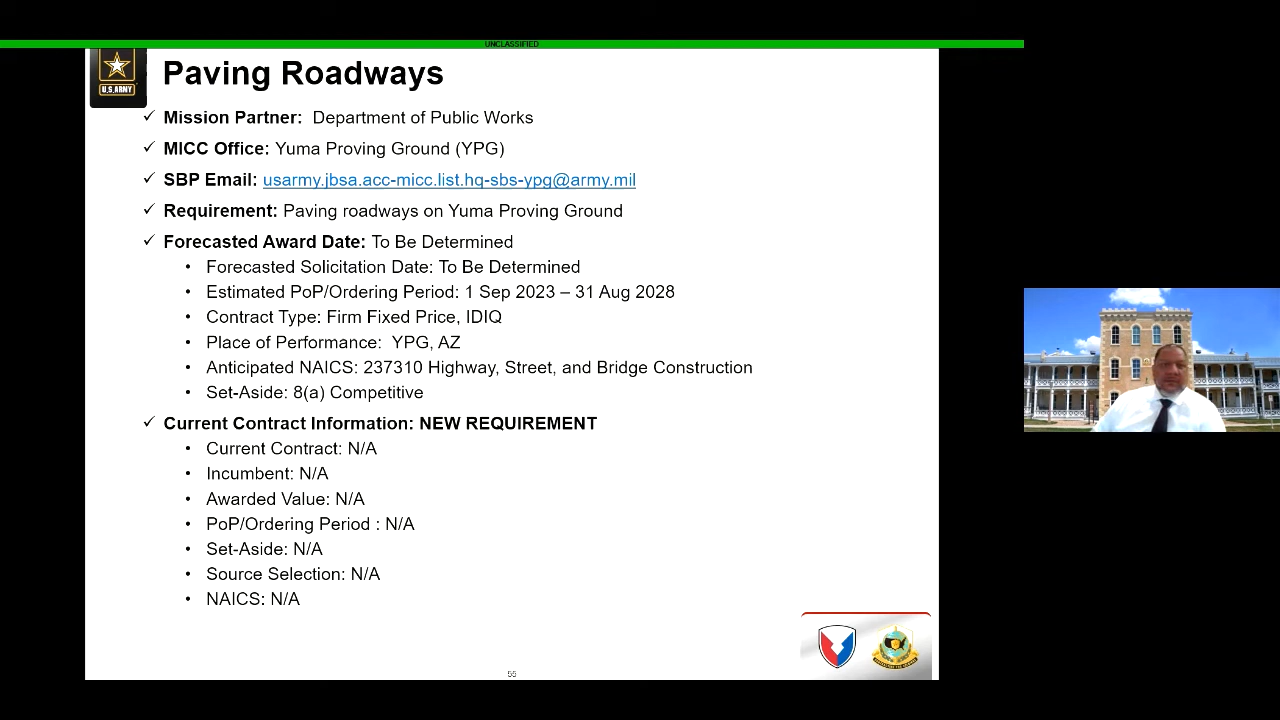 UNCLASSIFIED
U.S.ARMY
Paving Roadways
✓ Mission Partner: Department of Public Works
✓ MICC Office: Yuma Proving Ground (YPG)
✓ SBP Email: usarmy.jbsa.acc-micc.list.hq-sbs-ypg@army.mil
✓ Requirement: Paving roadways on Yuma Proving Ground
✓ Forecasted Award Date: To Be Determined
• Forecasted Solicitation Date: To Be Determined
• Estimated PoP/Ordering Period: 1 Sep 2023 – 31 Aug 2028
• Contract Type: Firm Fixed Price, IDIQ
• Place of Performance: YPG, AZ
• Anticipated NAICS: 237310 Highway, Street, and Bridge Construction
• Set-Aside: 8(a) Competitive
✓ Current Contract Information: NEW REQUIREMENT
• Current Contract: N/A
• Incumbent: N/A
• Awarded Value: N/A
• PoP/Ordering Period : N/A
• Set-Aside: N/A
• Source Selection: N/A
• NAICS: N/A
55